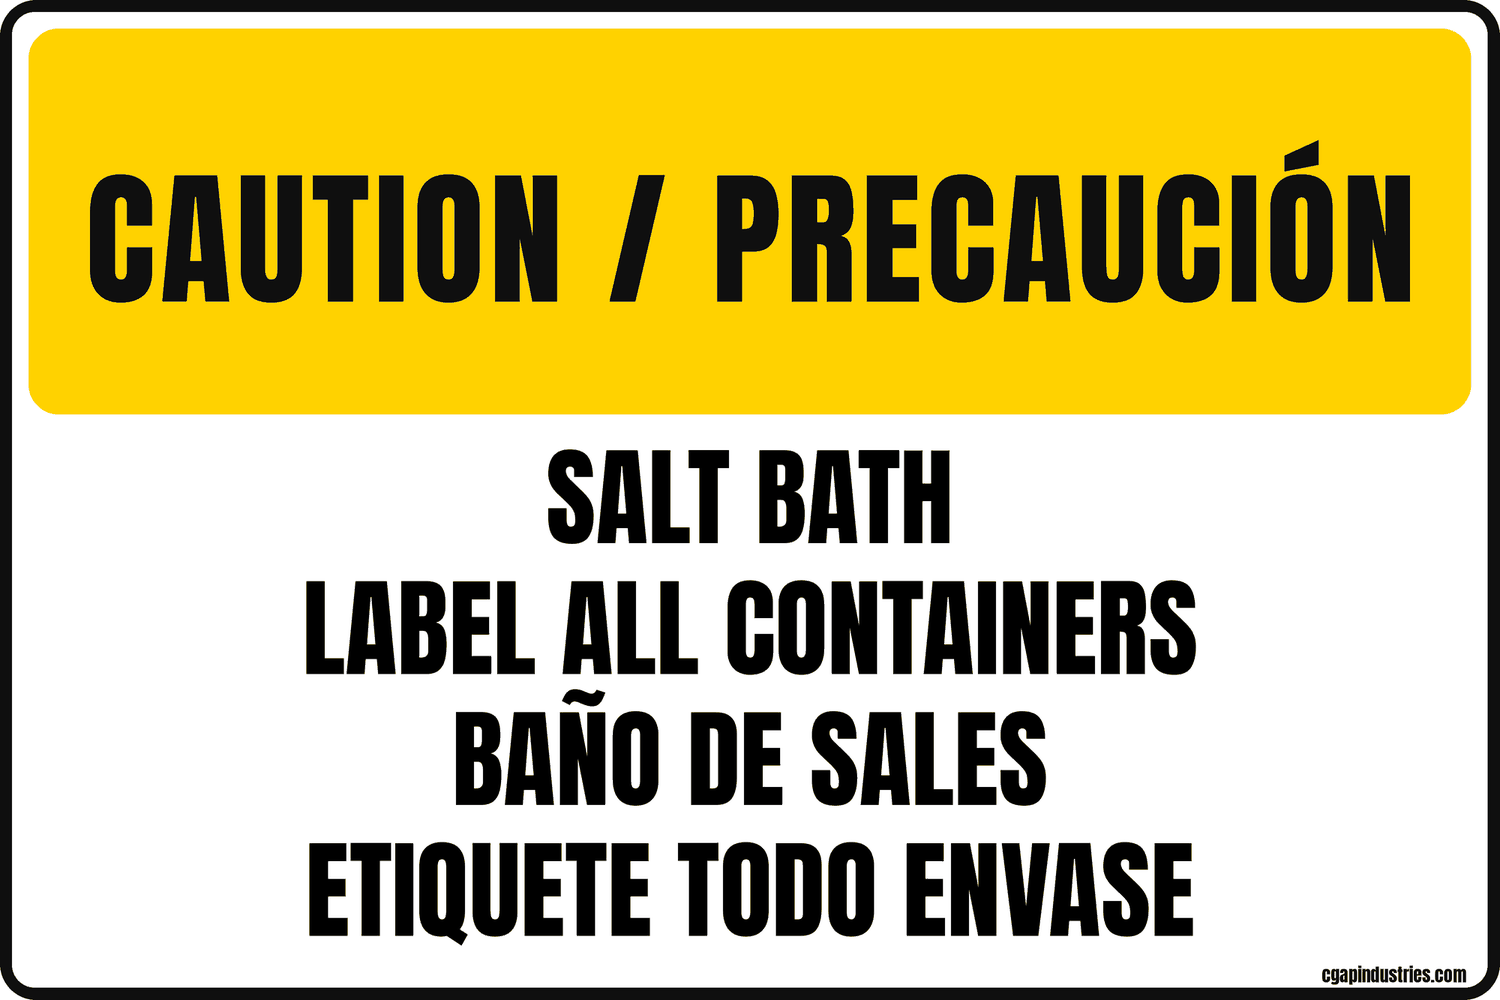 CAUTION / PRECAUCIÓN
SALT BATH
LABEL ALL CONTAINERS
BAÑO DE SALES
ETIQUETE TODO ENVASE
cgapindustries.com